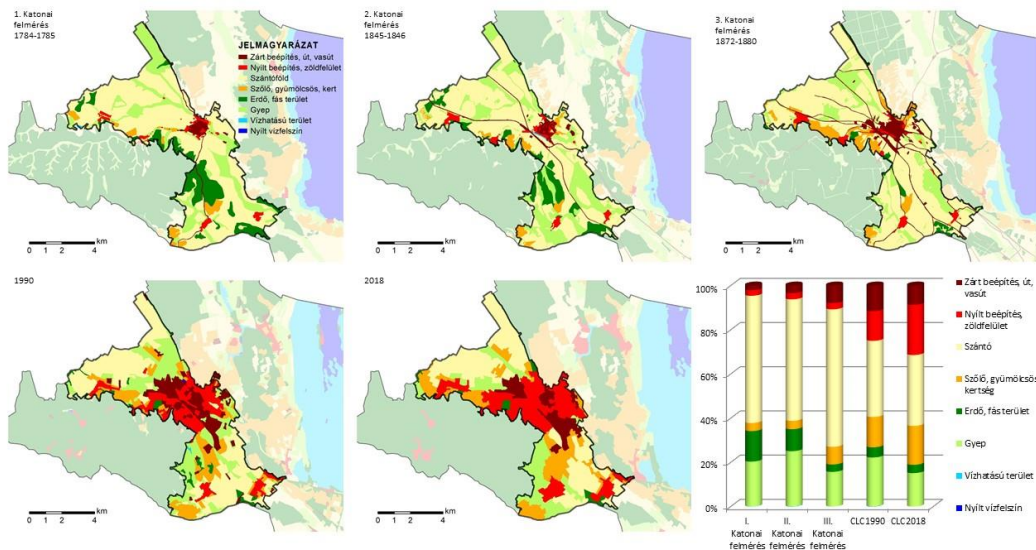 1. Katonai
felmérés
1784-1785
JELMAGYARÁZAT
Zárt beépítés, út, vasút
Nyílt beépítés, zöldfelület
Szántóföld
Szőlő, gyümölcsös, kert
Erdő, fás terület
Gyep
Vízhatású terület
Nyílt vízfelszín
0 1 2 4 km
2. Katonai
felmérés
1845-1846
0 1 2 4 km
3. Katonai
felmérés
1872-1880
0 1 2 4 km
1990
0 1 2 4 km
2018
0 1 2 4 km
100%
80%
60%
40%
20%
0%
I.
Katonai
felmérés
II.
Katonai
felmérés
III.
Katonai
felmérés
CLC1990
CLC2018
Zárt beépítés, út,
vasút
Nyílt beépítés,
zöldfelület
Szántó
Szőlő, gyümölcsös,
kertség
Erdő, fás terület
Gyep
Vízhatású terület
Nyílt vízfelszín